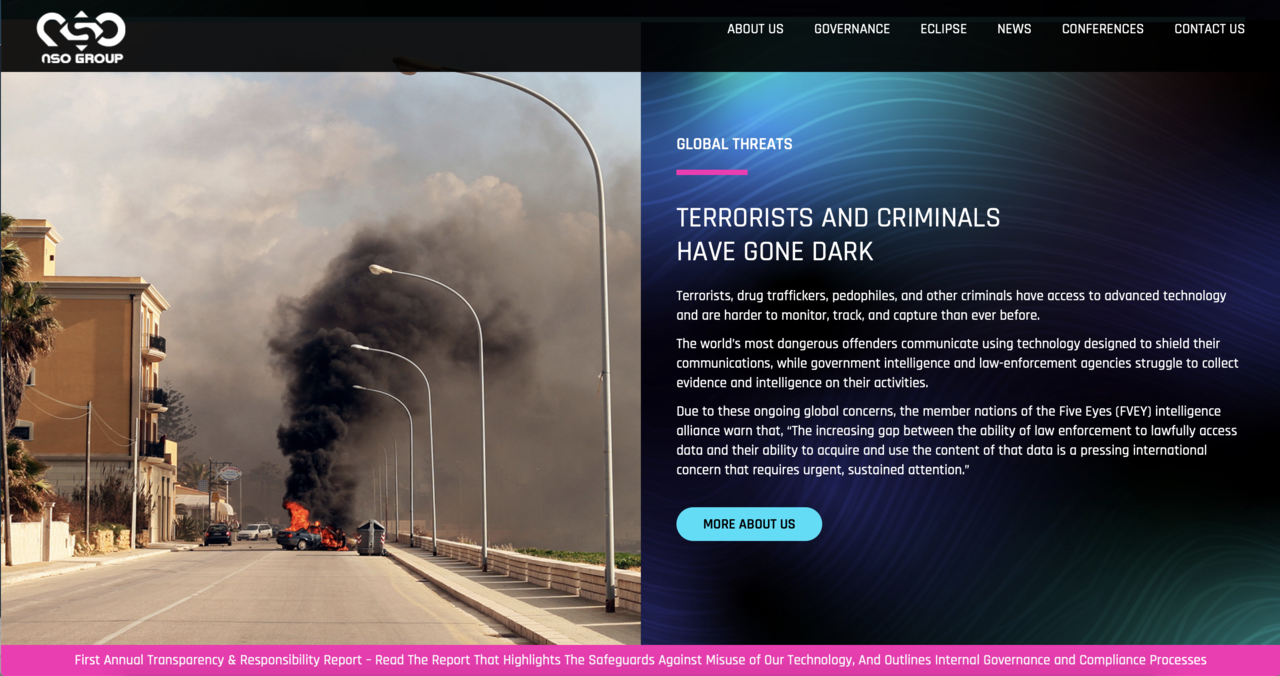 NSO GROUP
ABOUT US
GOVERNANCE
ECLIPSE
NEWS
CONFERENCES
CONTACT US
GLOBAL THREATS
TERRORISTS AND CRIMINALS
HAVE GONE DARK
Terrorists, drug traffickers, pedophiles, and other criminals have access to advanced technology
and are harder to monitor, track, and capture than ever before.
The world's most dangerous offenders communicate using technology designed to shield their
communications, while government intelligence and law-enforcement agencies struggle to collect
evidence and intelligence on their activities.
Due to these ongoing global concerns, the member nations of the Five Eyes (FVEY) intelligence
alliance warn that, “The increasing gap between the ability of law enforcement to lawfully access
data and their ability to acquire and use the content of that data is a pressing international
concern that requires urgent, sustained attention.”
MORE ABOUT US
First Annual Transparency & Responsibility Report – Read The Report That Highlights The Safeguards Against Misuse of Our Technology, And Outlines Internal Governance and Compliance Processes